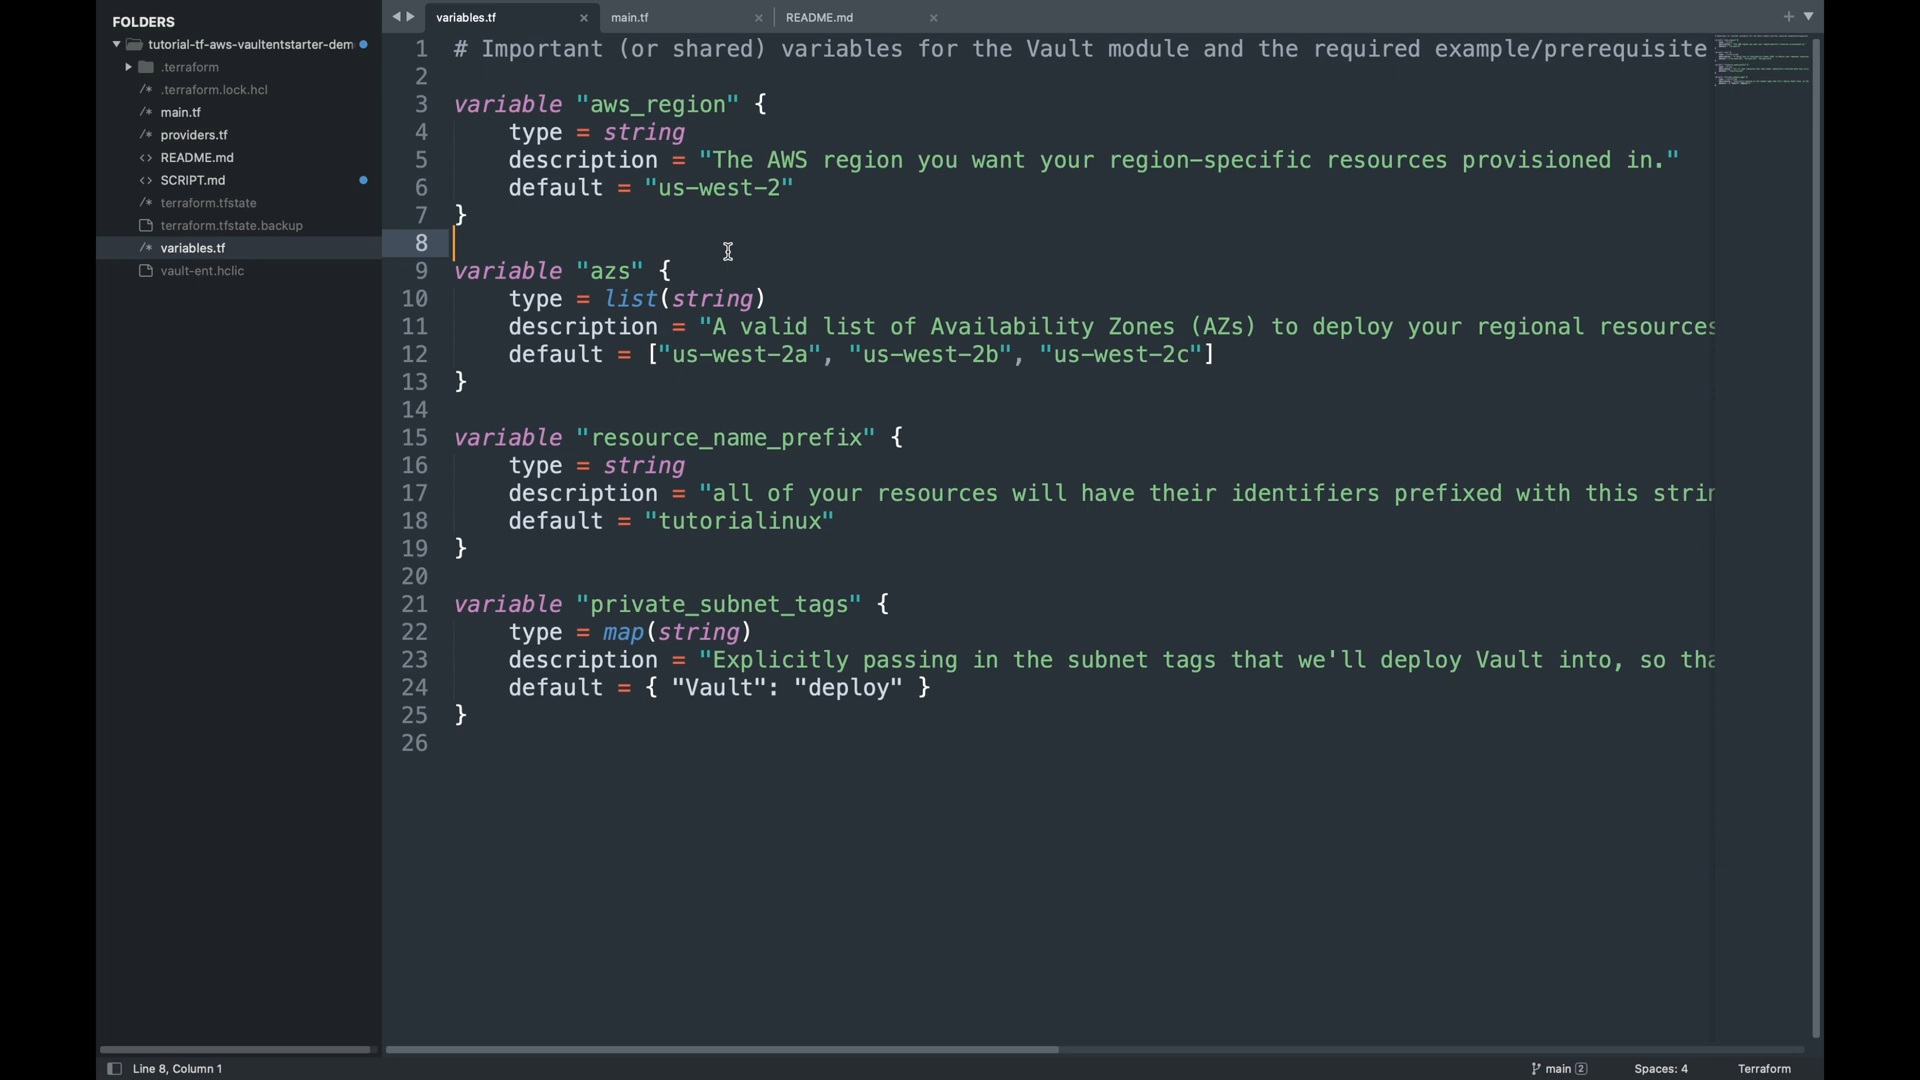 FOLDERS
tutorial-tf-aws-vaultentstarter-dem
.terraform
/* .terraform.lock.hcl
/* main.tf
/* providers.tf
<> README.md
<> SCRIPT.md
/* terraform.tfstate
terraform.tfstate.backup
/* variables.tf
vault-ent.hclic
variables.tf × main.tf × README.md ×
1 # Important (or shared) variables for the Vault module and the required example/prerequisite
2
3 variable "aws_region" {
4 type = string
5 description = "The AWS region you want your region-specific resources provisioned in."
6 default = "us-west-2"
7 }
8
9 variable "azs" {
10 type = list(string)
11 description = "A valid list of Availability Zones (AZs) to deploy your regional resources
12 default = ["us-west-2a", "us-west-2b", "us-west-2c"]
13 }
14
15 variable "resource_name_prefix" {
16 type = string
17 description = "all of your resources will have their identifiers prefixed with this strin
18 default = "tutorialinux"
19 }
20
21 variable "private_subnet_tags" {
22 type = map(string)
23 description = "Explicitly passing in the subnet tags that we'll deploy Vault into, so tha
24 default = { "Vault": "deploy" }
25 }
26
Line 8, Column 1
main 2
Spaces: 4
Terraform